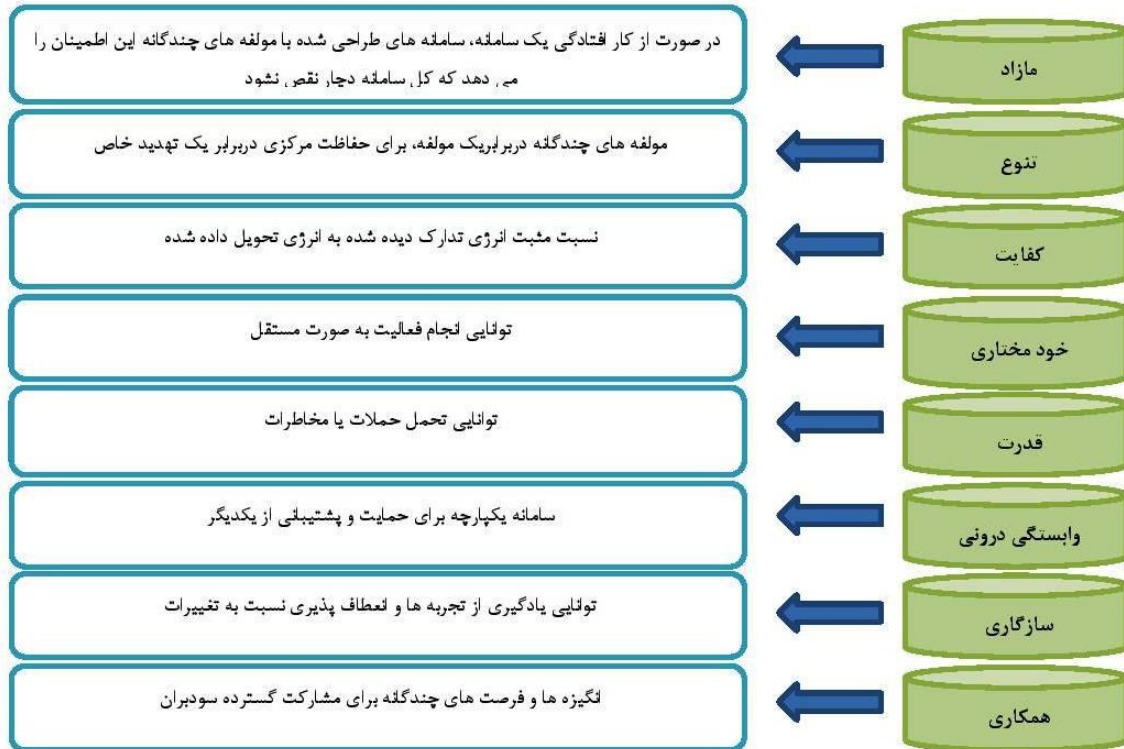 مازاد
در صورت از کار افتادگی یک سامانه، سامانه های طراحی شده با مولفه های چندگانه این اطمینان را
می دهد که کل سامانه دچار نقص نشود
تنوع
مولفه های چندگانه دربرابریک مولفه، برای حفاظت مرکزی دربرابر یک تهدید خاص
کفایت
نسبت مثبت انرژی تدارک دیده شده به انرژی تحویل داده شده
خود مختاری
توانایی انجام فعالیت به صورت مستقل
قدرت
توانایی تحمل حملات یا مخاطرات
وابستگی درونی
سامانه یکپارچه برای حمایت و پشتیبانی از یکدیگر
سازگاری
توانایی یادگیری از تجربه ها و انعطاف پذیری نسبت به تغییرات
همکاری
انگیزه ها و فرصت های چندگانه برای مشارکت گسترده سودبران